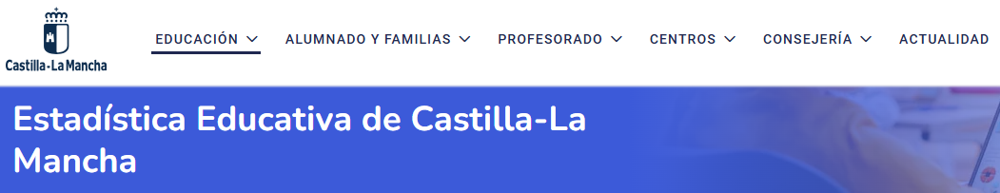 Castilla-La Mancha
EDUCACIÓN
ALUMNADO Y FAMILIAS
PROFESORADO
CENTROS
CONSEJERÍA
ACTUALIDAD
Estadística Educativa de Castilla-La
Mancha